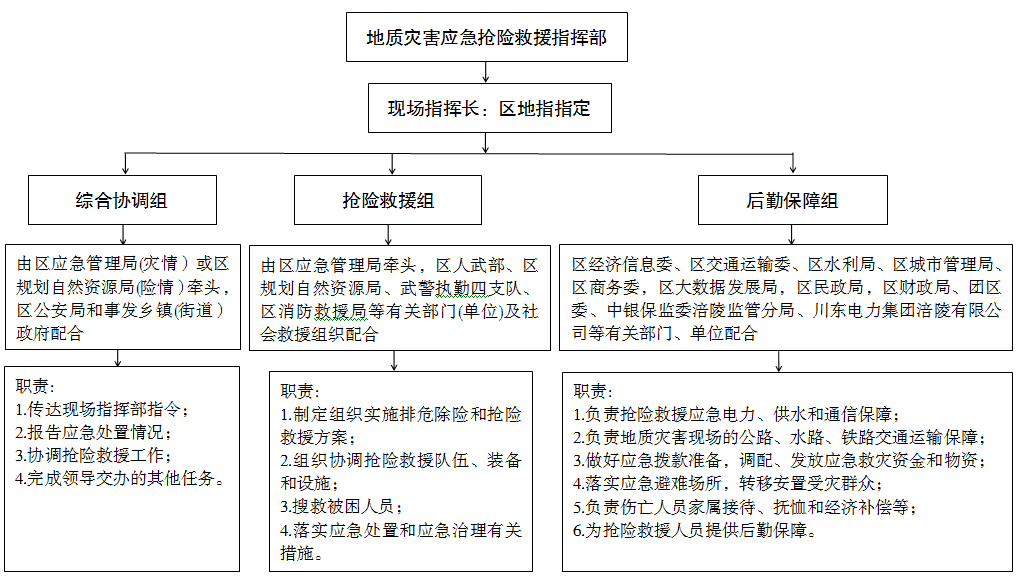 地质灾害应急抢险救援指挥部
现场指挥长：区地指指定
综合协调组
抢险救援组
后勤保障组
由区应急管理局(灾情）或区
规划自然资源局(险情）牵头，
区公安局和事发乡镇(街道）
政府配合
由区应急管理局牵头，区人武部、区
规划自然资源局、武警执勤四支队、
区消防救援局等有关部门(单位)及社
会救援组织配合
区经济信息委、区交通运输委、区水利局、区城市管理局、
区商务委，区大数据发展局，区民政局，区财政局、团区
委、中银保监委涪陵监管分局、川东电力集团涪陵有限公
司等有关部门、单位配合
职责：
1.传达现场指挥部指令；
2.报告应急处置情况；
3.协调抢险救援工作；
4.完成领导交办的其他任务。
职责：
1.制定组织实施排危除险和抢险
救援方案；
2.组织协调抢险救援队伍、装备
和设施；
3.搜救被困人员；
4.落实应急处置和应急治理有关
措施。
职责：
1.负责抢险救援应急电力、供水和通信保障；
2.负责地质灾害现场的公路、水路、铁路交通运输保障；
3.做好应急拨款准备，调配、发放应急救灾资金和物资；
4.落实应急避难场所，转移安置受灾群众；
5.负责伤亡人员家属接待、抚恤和经济补偿等；
6.为抢险救援人员提供后勤保障。